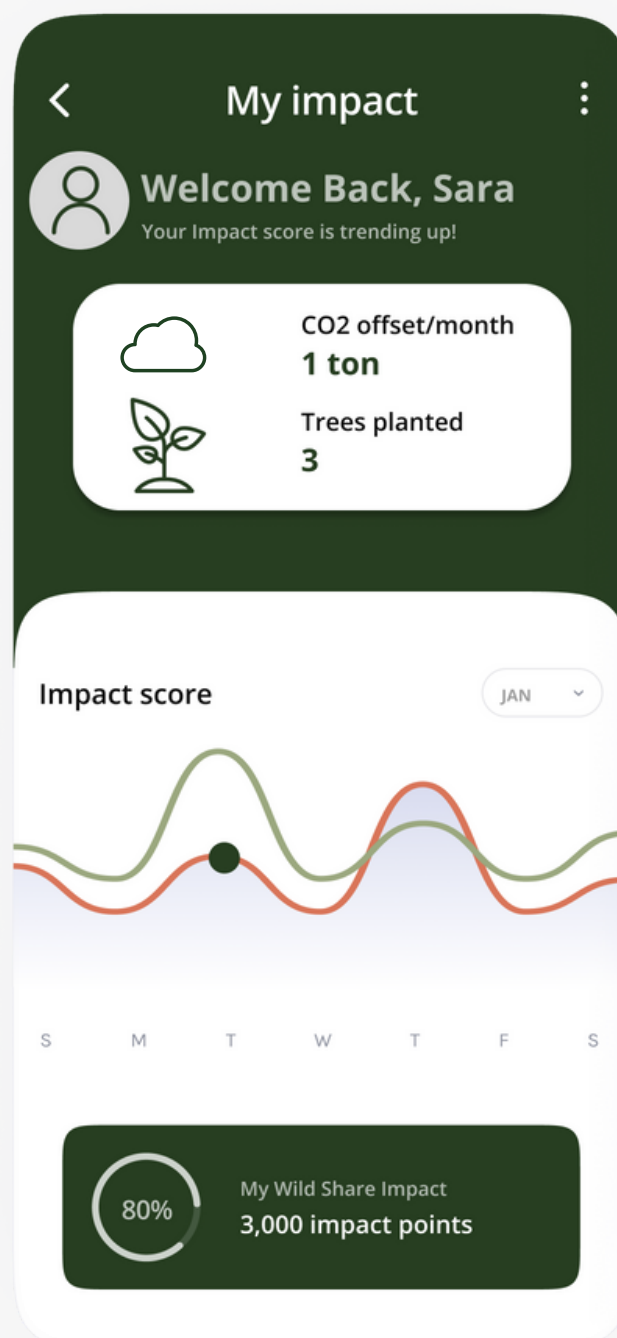 My impact
Welcome Back, Sara
Your Impact score is trending up!
CO2 offset/month
1 ton
Trees planted
3
Impact score
JAN
S M T W T F S
80%
My Wild Share Impact
3,000 impact points